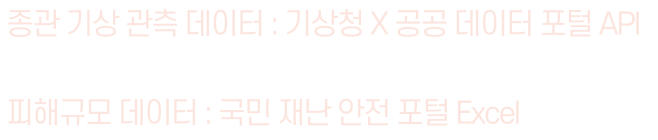 종관 기상 관측 데이터 : 기상청 X 공공 데이터 포털 API
피해규모 데이터 : 국민 재난 안전 포털 Excel